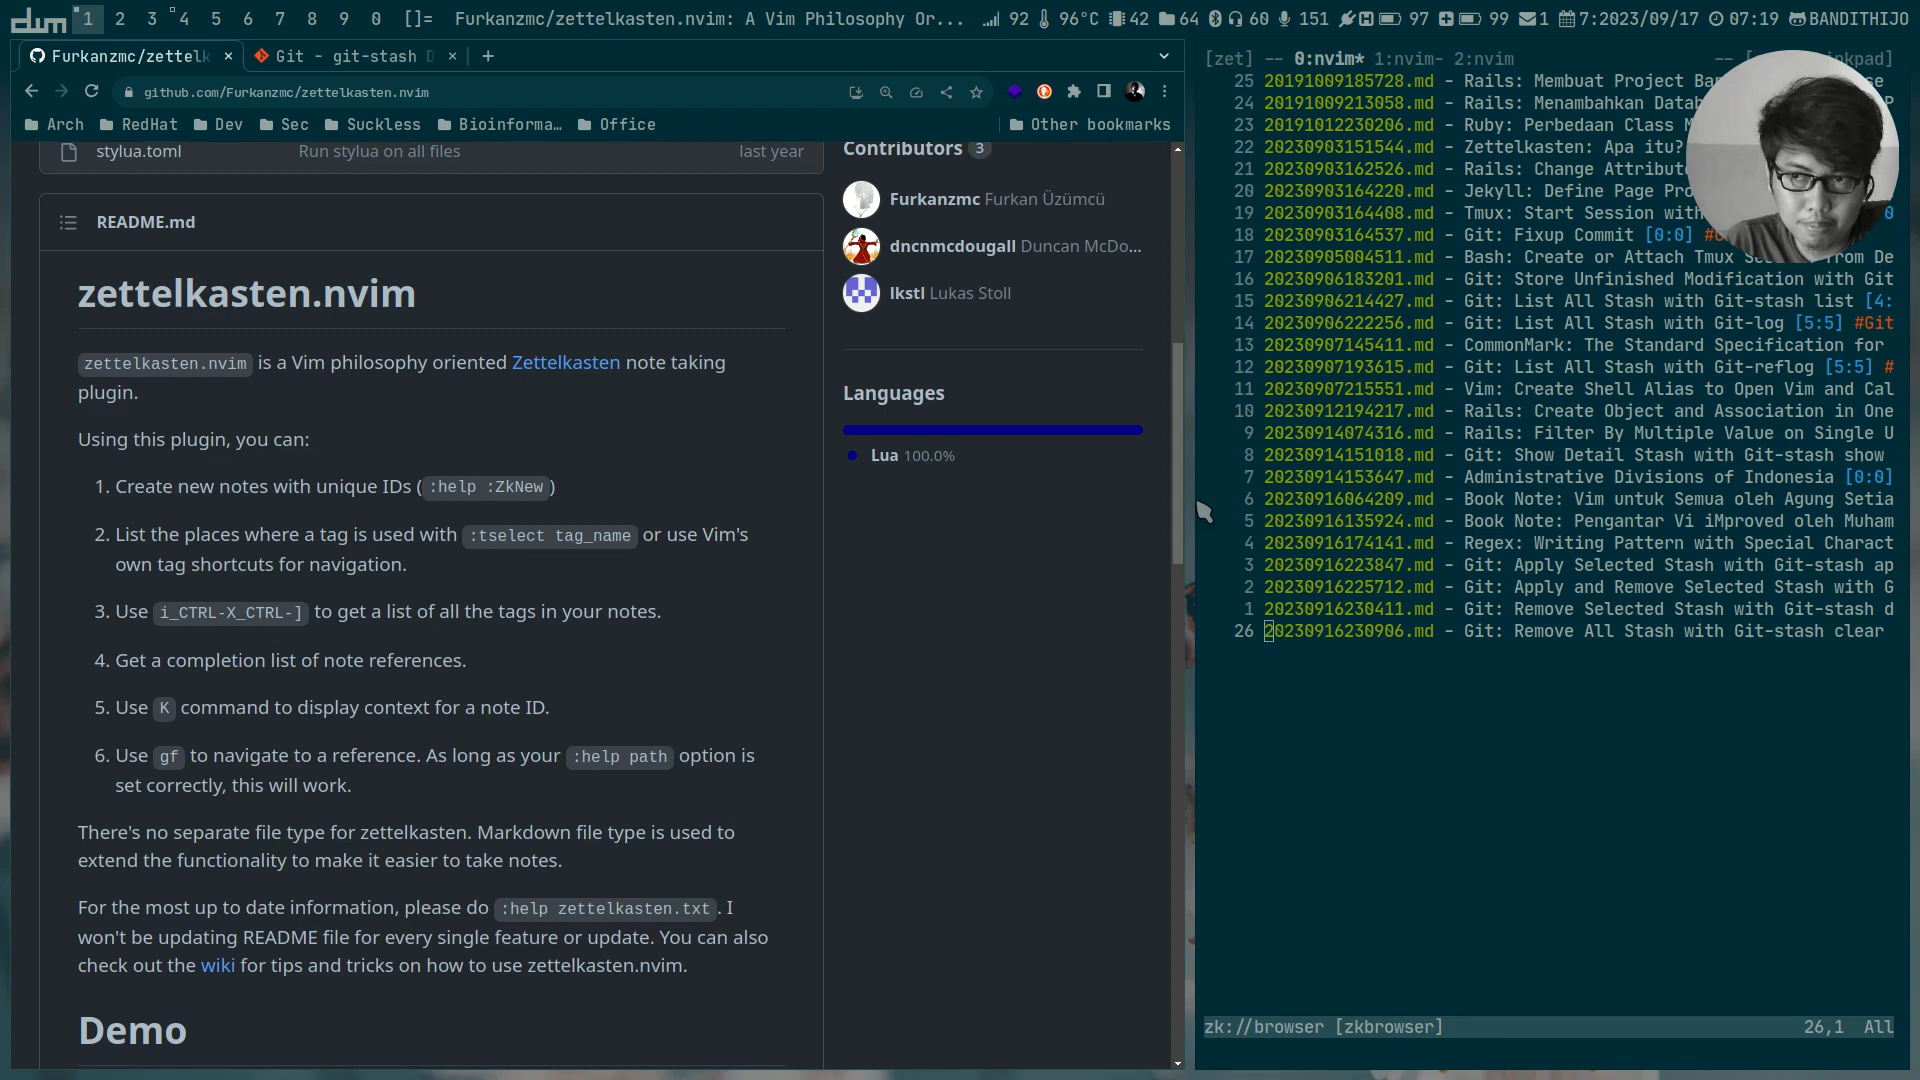 dwm 1 2 3 4 5 6 7 8 9 0 []= Furkanzmc/zettelkasten.nvim: A Vim Philosophy Or... 92 96°C 42 64 60 151 97 99 1 7:2023/09/17 07:19 BANDITHIJO
Furkanzmc/zettelk × Git - git-stash D × +
github.com/Furkanzmc/zettelkasten.nvim
Arch RedHat Dev Sec Suckless Bioinforma… Office Other bookmarks
stylua.toml Run stylua on all files last year
README.md
zettelkasten.nvim
zettelkasten.nvim is a Vim philosophy oriented Zettelkasten note taking
plugin.
Using this plugin, you can:
1. Create new notes with unique IDs ( :help :ZkNew )
2. List the places where a tag is used with :tselect tag_name or use Vim's
own tag shortcuts for navigation.
3. Use i_CTRL-X_CTRL-] to get a list of all the tags in your notes.
4. Get a completion list of note references.
5. Use K command to display context for a note ID.
6. Use gf to navigate to a reference. As long as your :help path option is
set correctly, this will work.
There's no separate file type for zettelkasten. Markdown file type is used to
extend the functionality to make it easier to take notes.
For the most up to date information, please do :help zettelkasten.txt . I
won't be updating README file for every single feature or update. You can also
check out the wiki for tips and tricks on how to use zettelkasten.nvim.
Demo
Contributors 3
Furkanzmc Furkan Üzümcü
dncnmcdougall Duncan McDo...
lkstl Lukas Stoll
Languages
Lua 100.0%
[zet] -- 0:nvim* 1:nvim- 2:nvim -- [ nkpad]
25 20191009185728.md - Rails: Membuat Project Ba se
24 20191009213058.md - Rails: Menambahkan Datab P
23 20191012230206.md - Ruby: Perbedaan Class M
22 20230903151544.md - Zettelkasten: Apa itu?
21 20230903162526.md - Rails: Change Attribut
20 20230903164220.md - Jekyll: Define Page Pro
19 20230903164408.md - Tmux: Start Session with 0
18 20230903164537.md - Git: Fixup Commit [0:0] #G
17 20230905004511.md - Bash: Create or Attach Tmux Se from De
16 20230906183201.md - Git: Store Unfinished Modification with Git
15 20230906214427.md - Git: List All Stash with Git-stash list [4:
14 20230906222256.md - Git: List All Stash with Git-log [5:5] #Git
13 20230907145411.md - CommonMark: The Standard Specification for
12 20230907193615.md - Git: List All Stash with Git-reflog [5:5] #
11 20230907215551.md - Vim: Create Shell Alias to Open Vim and Cal
10 20230912194217.md - Rails: Create Object and Association in One
9 20230914074316.md - Rails: Filter By Multiple Value on Single U
8 20230914151018.md - Git: Show Detail Stash with Git-stash show
7 20230914153647.md - Administrative Divisions of Indonesia [0:0]
6 20230916064209.md - Book Note: Vim untuk Semua oleh Agung Setia
5 20230916135924.md - Book Note: Pengantar Vi iMproved oleh Muham
4 20230916174141.md - Regex: Writing Pattern with Special Charact
3 20230916223847.md - Git: Apply Selected Stash with Git-stash ap
2 20230916225712.md - Git: Apply and Remove Selected Stash with G
1 20230916230411.md - Git: Remove Selected Stash with Git-stash d
26 20230916230906.md - Git: Remove All Stash with Git-stash clear
zk://browser [zkbrowser] 26,1 All